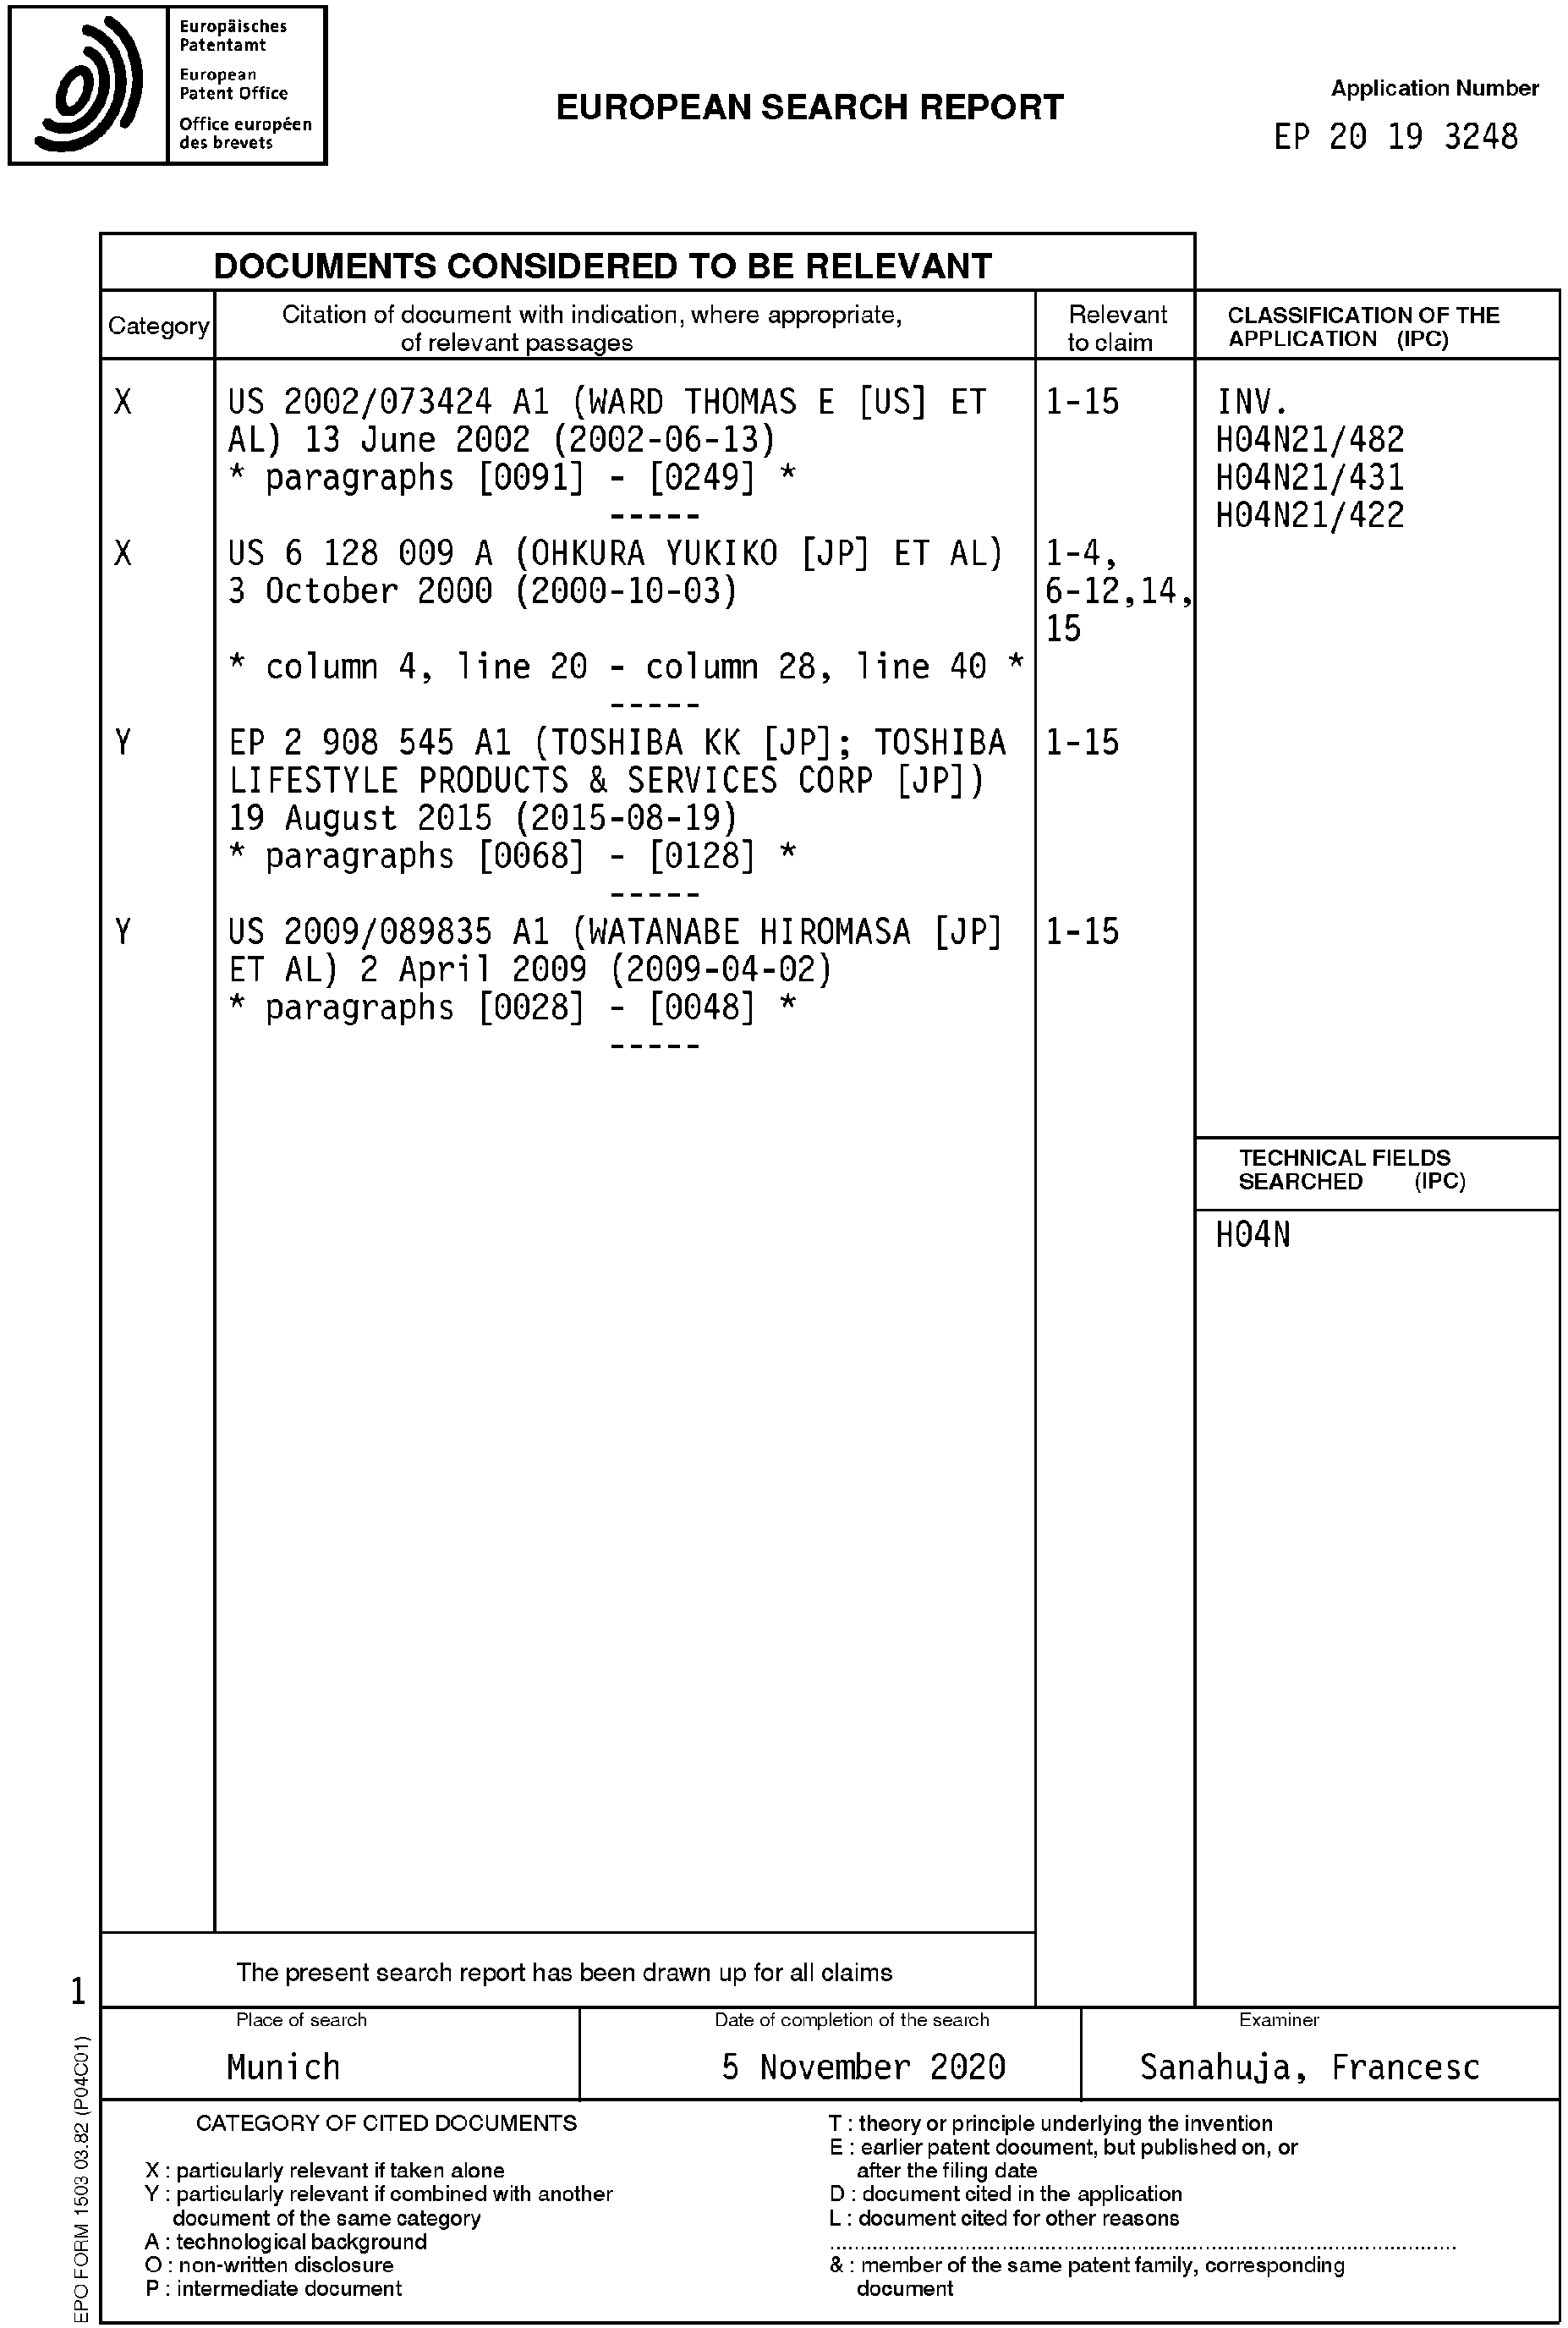 Europäisches
Patentamt
European
Patent Office
Office européen
des brevets
EUROPEAN SEARCH REPORT
Application Number
EP 20 19 3248
DOCUMENTS CONSIDERED TO BE RELEVANT
Category
Citation of document with indication, where appropriate,
of relevant passages
Relevant
to claim
CLASSIFICATION OF THE
APPLICATION (IPC)
X
US 2002/073424 A1 (WARD THOMAS E [US] ET
AL) 13 June 2002 (2002-06-13)
* paragraphs [0091] - [0249] *
-----
1-15
INV.
H04N21/482
H04N21/431
H04N21/422
X
US 6 128 009 A (OHKURA YUKIKO [JP] ET AL)
3 October 2000 (2000-10-03)
* column 4, line 20 - column 28, line 40 *
-----
1-4,
6-12,14,
15
Y
EP 2 908 545 A1 (TOSHIBA KK [JP]; TOSHIBA
LIFESTYLE PRODUCTS & SERVICES CORP [JP])
19 August 2015 (2015-08-19)
* paragraphs [0068] - [0128] *
-----
1-15
Y
US 2009/089835 A1 (WATANABE HIROMASA [JP]
ET AL) 2 April 2009 (2009-04-02)
* paragraphs [0028] - [0048] *
-----
1-15
TECHNICAL FIELDS
SEARCHED (IPC)
H04N
The present search report has been drawn up for all claims
1
Place of search
Munich
Date of completion of the search
5 November 2020
Examiner
Sanahuja, Francesc
CATEGORY OF CITED DOCUMENTS
X : particularly relevant if taken alone
Y : particularly relevant if combined with another
document of the same category
A : technological background
O : non-written disclosure
P : intermediate document
T : theory or principle underlying the invention
E : earlier patent document, but published on, or
after the filing date
D : document cited in the application
L : document cited for other reasons
& : member of the same patent family, corresponding
document
EPO FORM 1503 03.82 (P04C01)